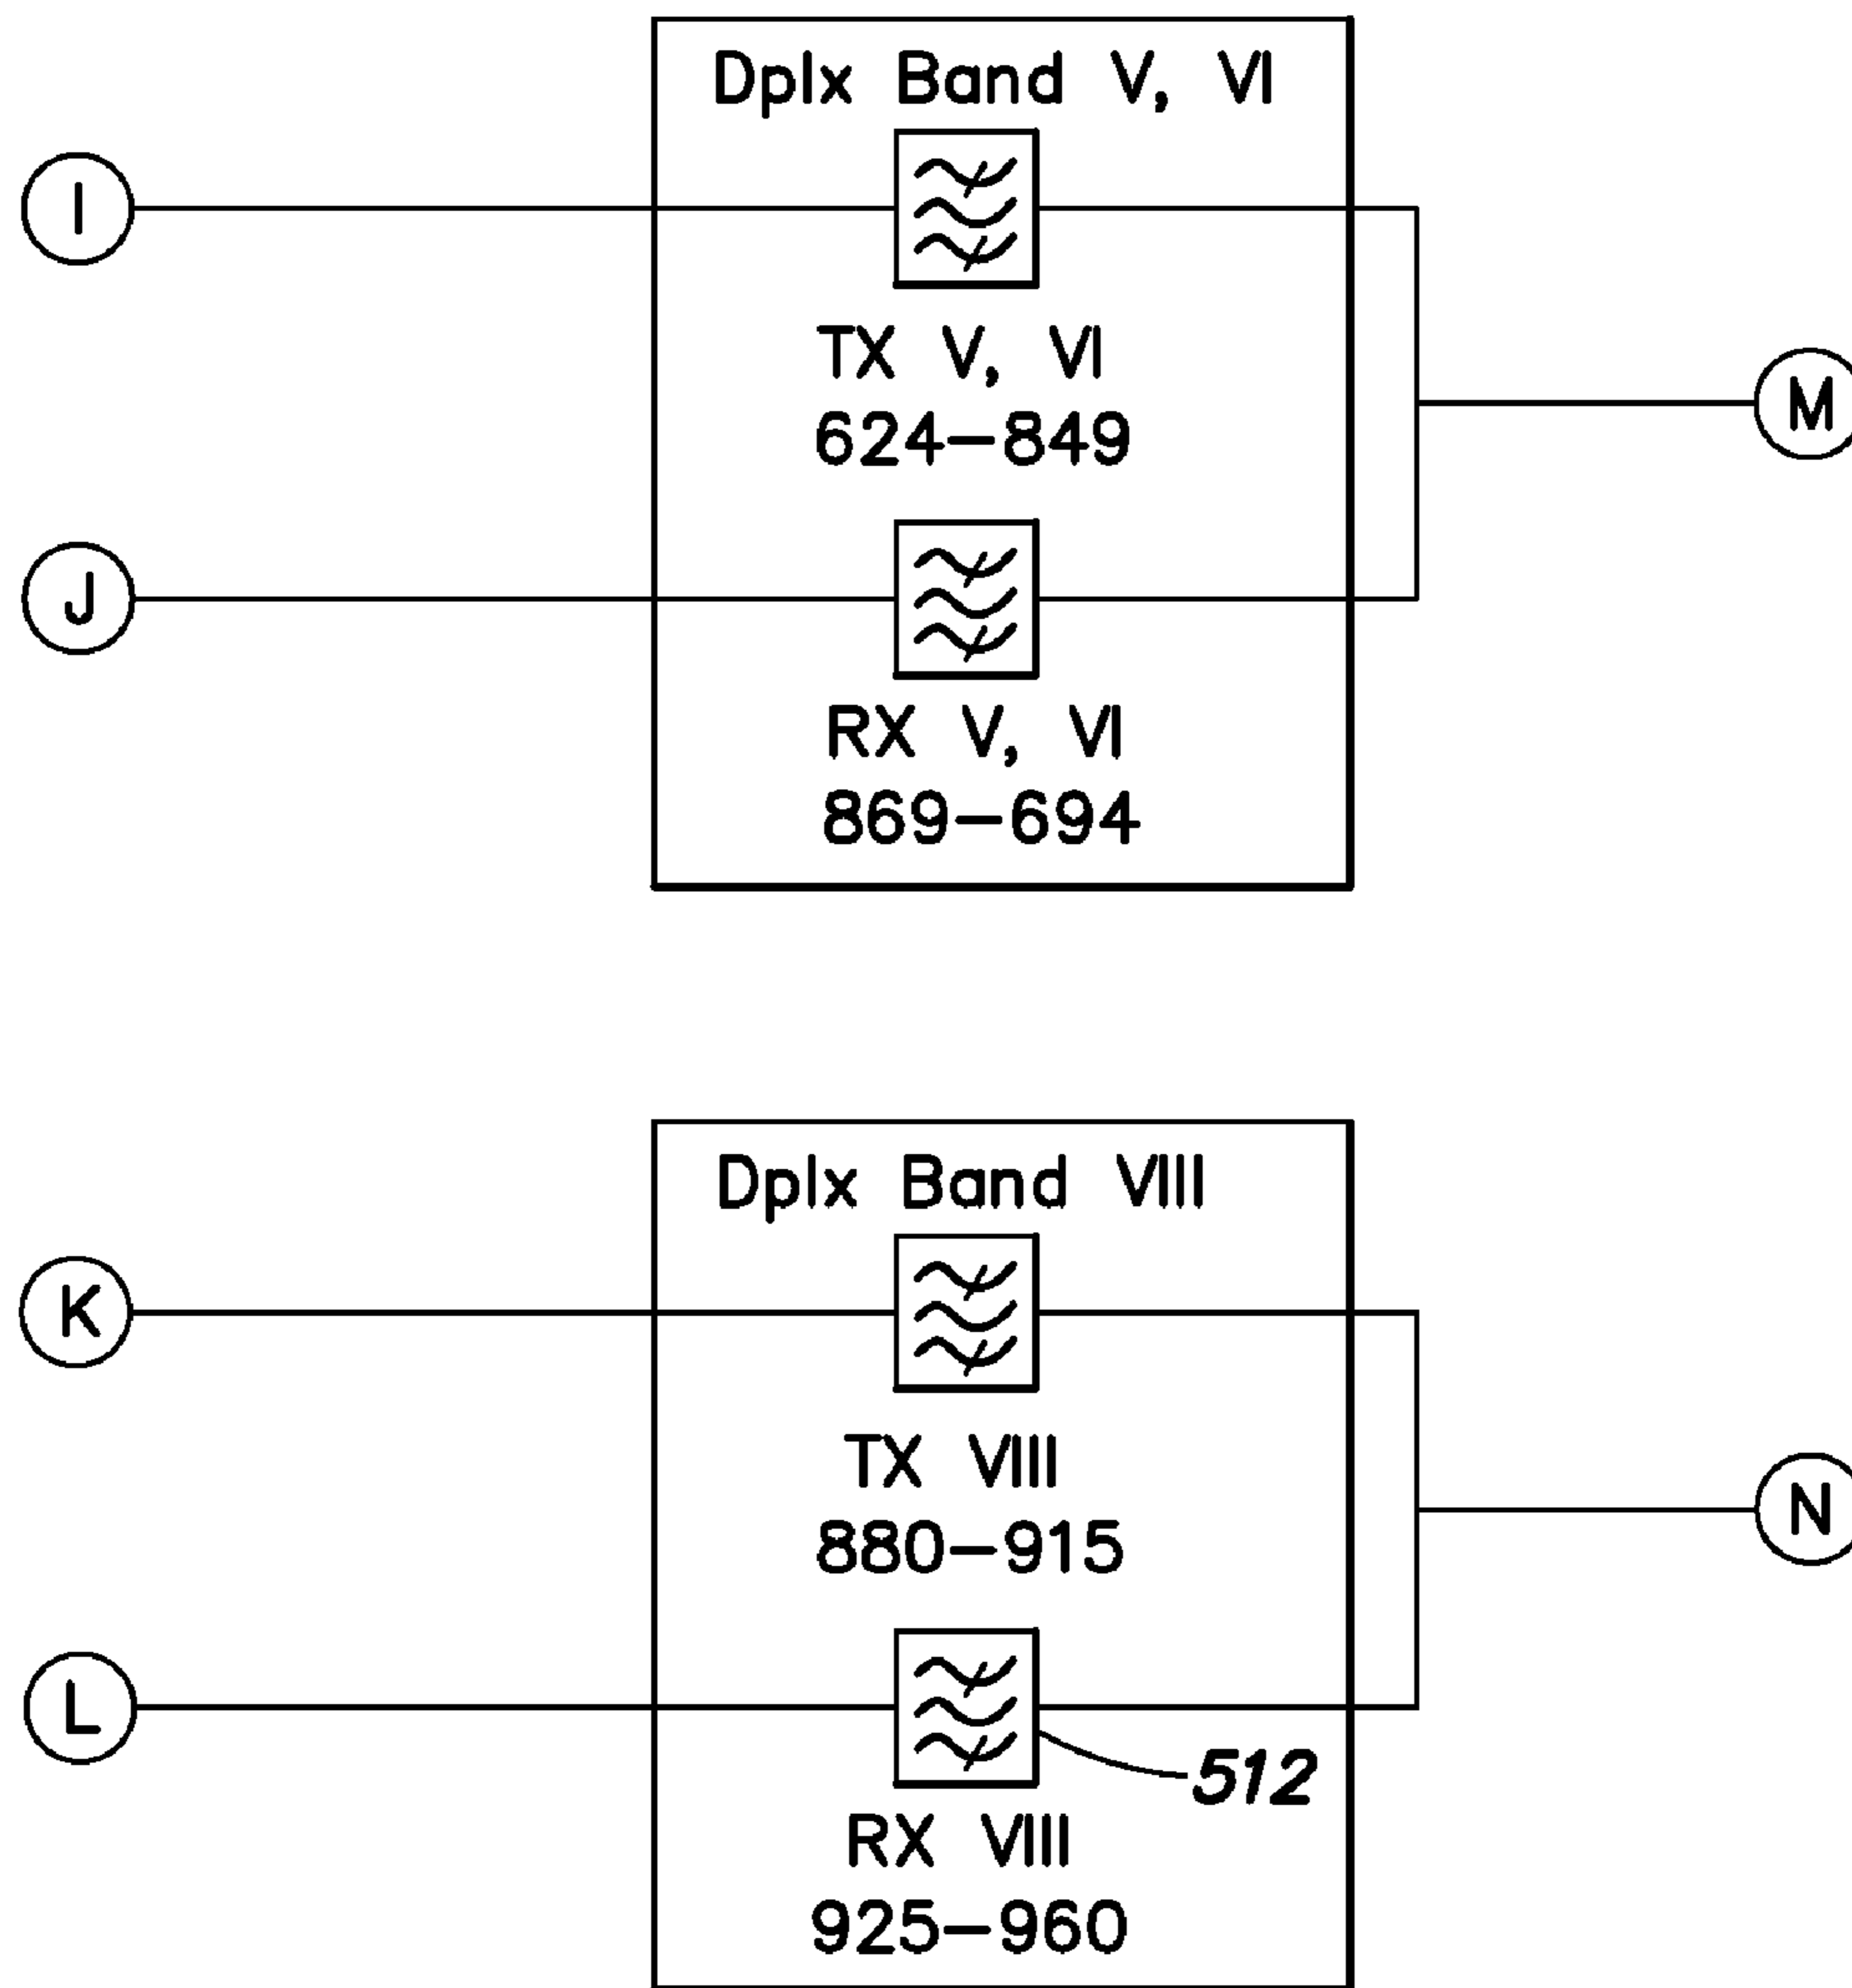 Dplx Band V, VI
I
TX V, VI
624-849
M
J
RX V, VI
869-694
Dplx Band VIII
K
TX VIII
880-915
N
L
512
RX VIII
925-960